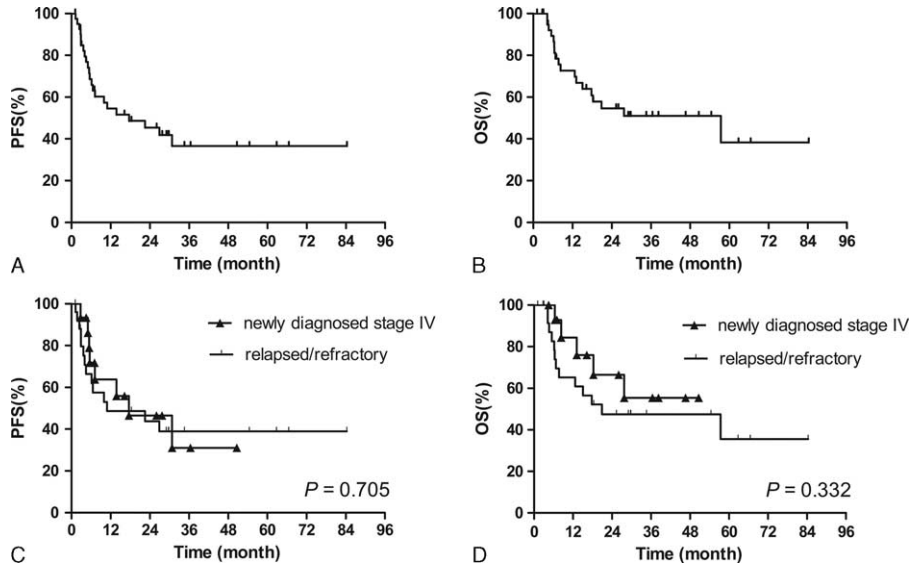 100
80
60
40
20
0
PFS(%)
0 12 24 36 48 60 72 84 96
Time (month)
A
100
80
60
40
20
0
OS(%)
0 12 24 36 48 60 72 84 96
Time (month)
B
100
80
60
40
20
0
PFS(%)
newly diagnosed stage IV
relapsed/refractory
P = 0.705
0 12 24 36 48 60 72 84 96
Time (month)
C
100
80
60
40
20
0
OS(%)
newly diagnosed stage IV
relapsed/refractory
P = 0.332
0 12 24 36 48 60 72 84 96
Time (month)
D